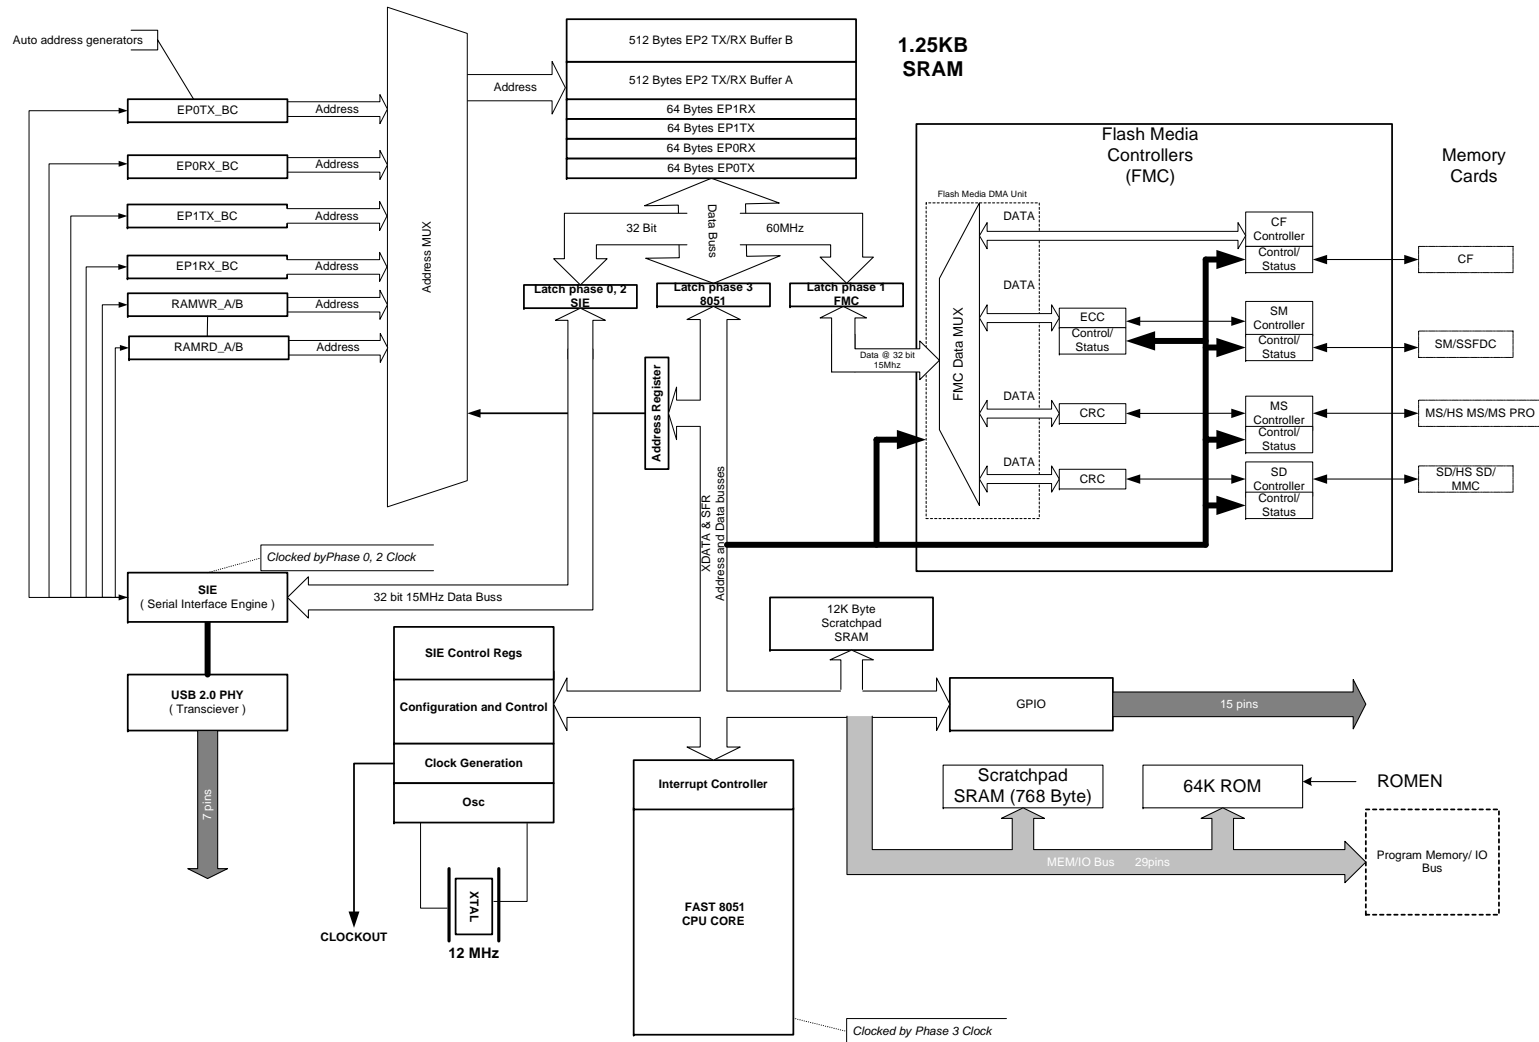 Auto address generators
EP0TX_BC
Address
EP0RX_BC
Address
EP1TX_BC
Address
EP1RX_BC
Address
RAMWR_A/B
Address
RAMRD_A/B
Address
Address MUX
Address
512 Bytes EP2 TX/RX Buffer B
512 Bytes EP2 TX/RX Buffer A
64 Bytes EP1RX
64 Bytes EP1TX
64 Bytes EP0RX
64 Bytes EP0TX
1.25KB
SRAM
32 Bit
Data Buss
60MHz
Latch phase 0, 2
SIE
Latch phase 3
8051
Latch phase 1
FMC
Data @ 32 bit
15Mhz
Address Register
Flash Media
Controllers
(FMC)
Flash Media DMA Unit
FMC Data MUX
DATA
DATA
DATA
DATA
ECC
Control/
Status
CRC
CRC
CF
Controller
Control/
Status
SM
Controller
Control/
Status
MS
Controller
Control/
Status
SD
Controller
Control/
Status
Memory
Cards
CF
SM/SSFDC
MS/HS MS/MS PRO
SD/HS SD/
MMC
XDATA & SFR
Address and Data busses
Clocked byPhase 0, 2 Clock
SIE
( Serial Interface Engine )
32 bit 15MHz Data Buss
USB 2.0 PHY
( Transciever )
7 pins
SIE Control Regs
Configuration and Control
Clock Generation
Osc
XTAL
12 MHz
CLOCKOUT
12K Byte
Scratchpad
SRAM
GPIO
15 pins
Interrupt Controller
FAST 8051
CPU CORE
Clocked by Phase 3 Clock
Scratchpad
SRAM (768 Byte)
64K ROM
ROMEN
MEM/IO Bus 29pins
Program Memory/ IO
Bus